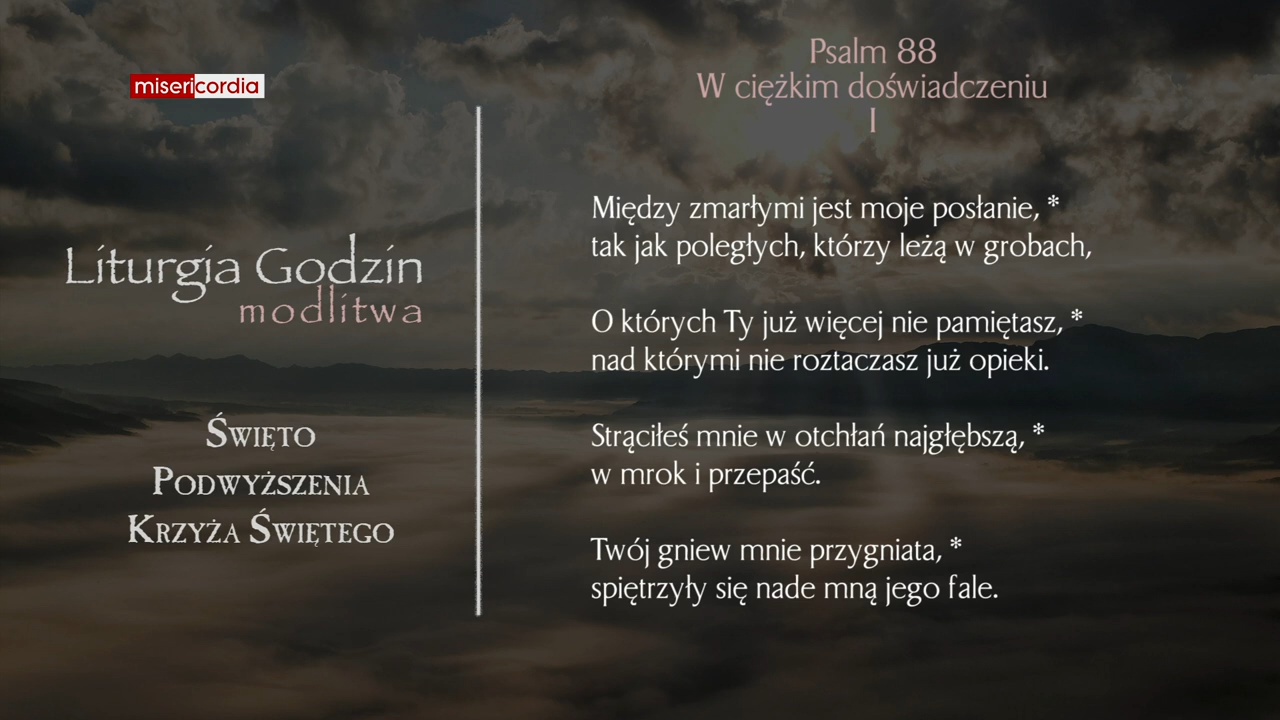 misericordia
Liturgia Godzin
modlitwa
Święto
Podwyższenia
Krzyża Świętego
Psalm 88
W ciężkim doświadczeniu
I
Między zmarłymi jest moje posłanie, *
tak jak poległych, którzy leżą w grobach,
O których Ty już więcej nie pamiętasz, *
nad którymi nie roztaczasz już opieki.
Strąciłeś mnie w otchłań najgłębszą, *
w mrok i przepaść.
Twój gniew mnie przygniata, *
spiętrzyły się nade mną jego fale.